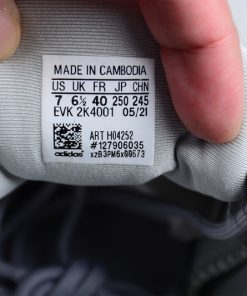 MADE IN CAMBODIA
US UK FR JP CHN
7 6½ 40 250 245
EVK 2K4001 05/21
ART H04252
#127906035
xzB3PM6x00573
adidas